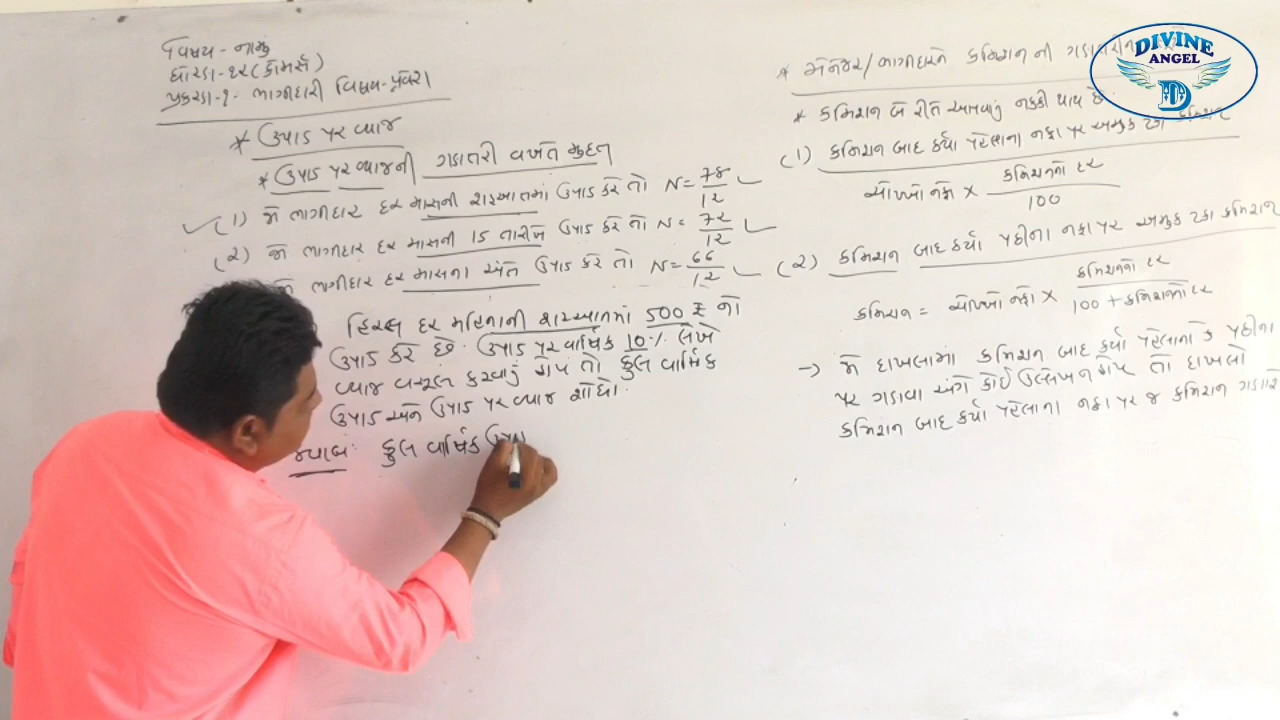 વિષય - નામું
ધોરણ - ૧૨ (કોમર્સ)
પ્રકરણ - ૧ - ભાગીદારી વિષય-પ્રવેશ
* ઉપાડ પર વ્યાજ
* ઉપાડ પર વ્યાજની ગણતરી વખતે મુદત
(૧) જો ભાગીદાર દર માસની શરૂઆતમાં ઉપાડ કરે તો N = 78/12
(૨) જો ભાગીદાર દર માસની 15 તારીખે ઉપાડ કરે તો N = 72/12
જો ભાગીદાર દર માસના અંતે ઉપાડ કરે તો N = 66/12
દર મહિનાની શરૂઆતમાં 500 ₹ નો
ઉપાડ કરે છે. ઉપાડ પર વાર્ષિક 10% લેખે
વ્યાજ વસૂલ કરવાનું હોય તો કુલ વાર્ષિક
ઉપાડ અને ઉપાડ પર વ્યાજ શોધો.
જવાબ: કુલ વાર્ષિક ઉપા
* મેનેજર/ભાગીદારને કમિશન ની ગણતરીની
* કમિશન બે રીતે આપવાનું નક્કી થાય છે
(૧) કમિશન બાદ કર્યા પહેલાના નફા પર અમુક ટકા કમિશન
ચોખ્ખો નફો × કમિશનનો દર/100
(૨) કમિશન બાદ કર્યા પછીના નફા પર અમુક ટકા કમિશન
કમિશન = ચોખ્ખો નફો × કમિશનનો દર/100 + કમિશનનો દર
→ જો દાખલામાં કમિશન બાદ કર્યા પહેલાના કે પછીના
પર ગણવા અંગે કોઈ ઉલ્લેખ ન હોય તો દાખલો
કમિશન બાદ કર્યા પહેલાના નફા પર જ કમિશન
DIVINE
ANGEL
D